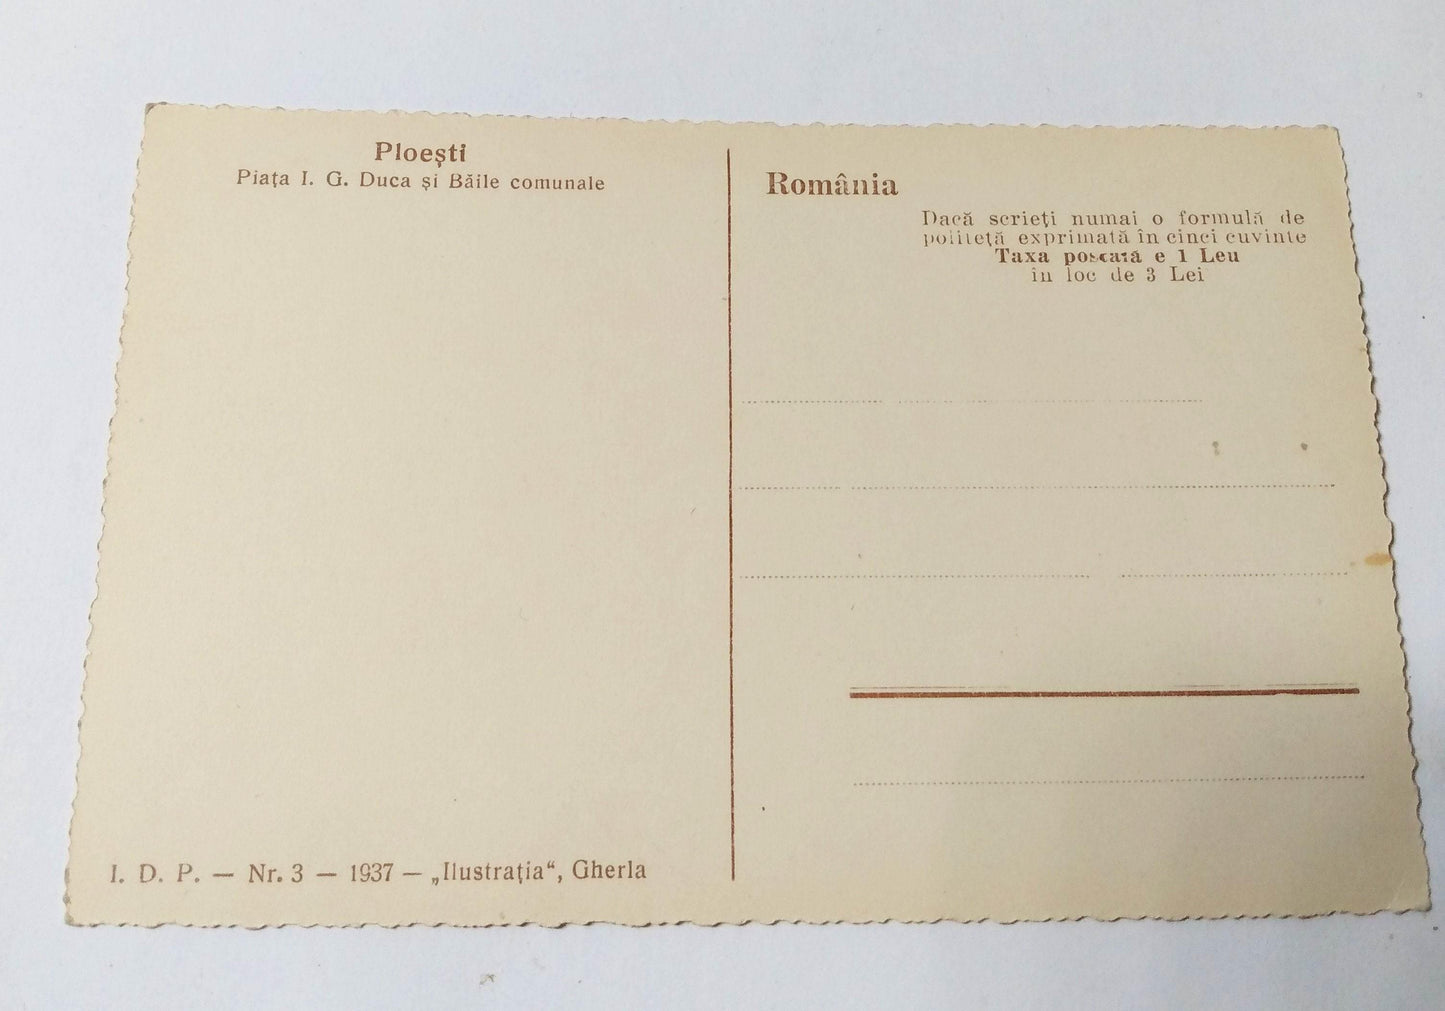 Ploești
Piața I. G. Duca și Băile comunale
România
Dacă scrieți numai o formulă de
politeță exprimată în cinci cuvinte
Taxa poșcată e 1 Leu
în loc de 3 Lei
I. D. P. — Nr. 3 — 1937 — „Ilustrația“, Gherla